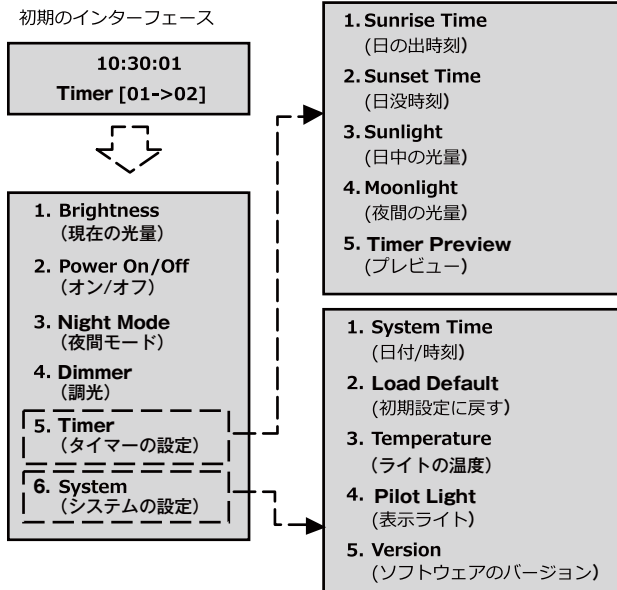 初期のインターフェース
10:30:01
Timer [01->02]
1. Brightness
(現在の光量)
2. Power On/Off
(オン/オフ)
3. Night Mode
(夜間モード)
4. Dimmer
(調光)
5. Timer
(タイマーの設定)
6. System
(システムの設定)
1. Sunrise Time
(日の出時刻)
2. Sunset Time
(日没時刻)
3. Sunlight
(日中の光量)
4. Moonlight
(夜間の光量)
5. Timer Preview
(プレビュー)
1. System Time
(日付/時刻)
2. Load Default
(初期設定に戻す)
3. Temperature
(ライトの温度)
4. Pilot Light
(表示ライト)
5. Version
(ソフトウェアのバージョン)